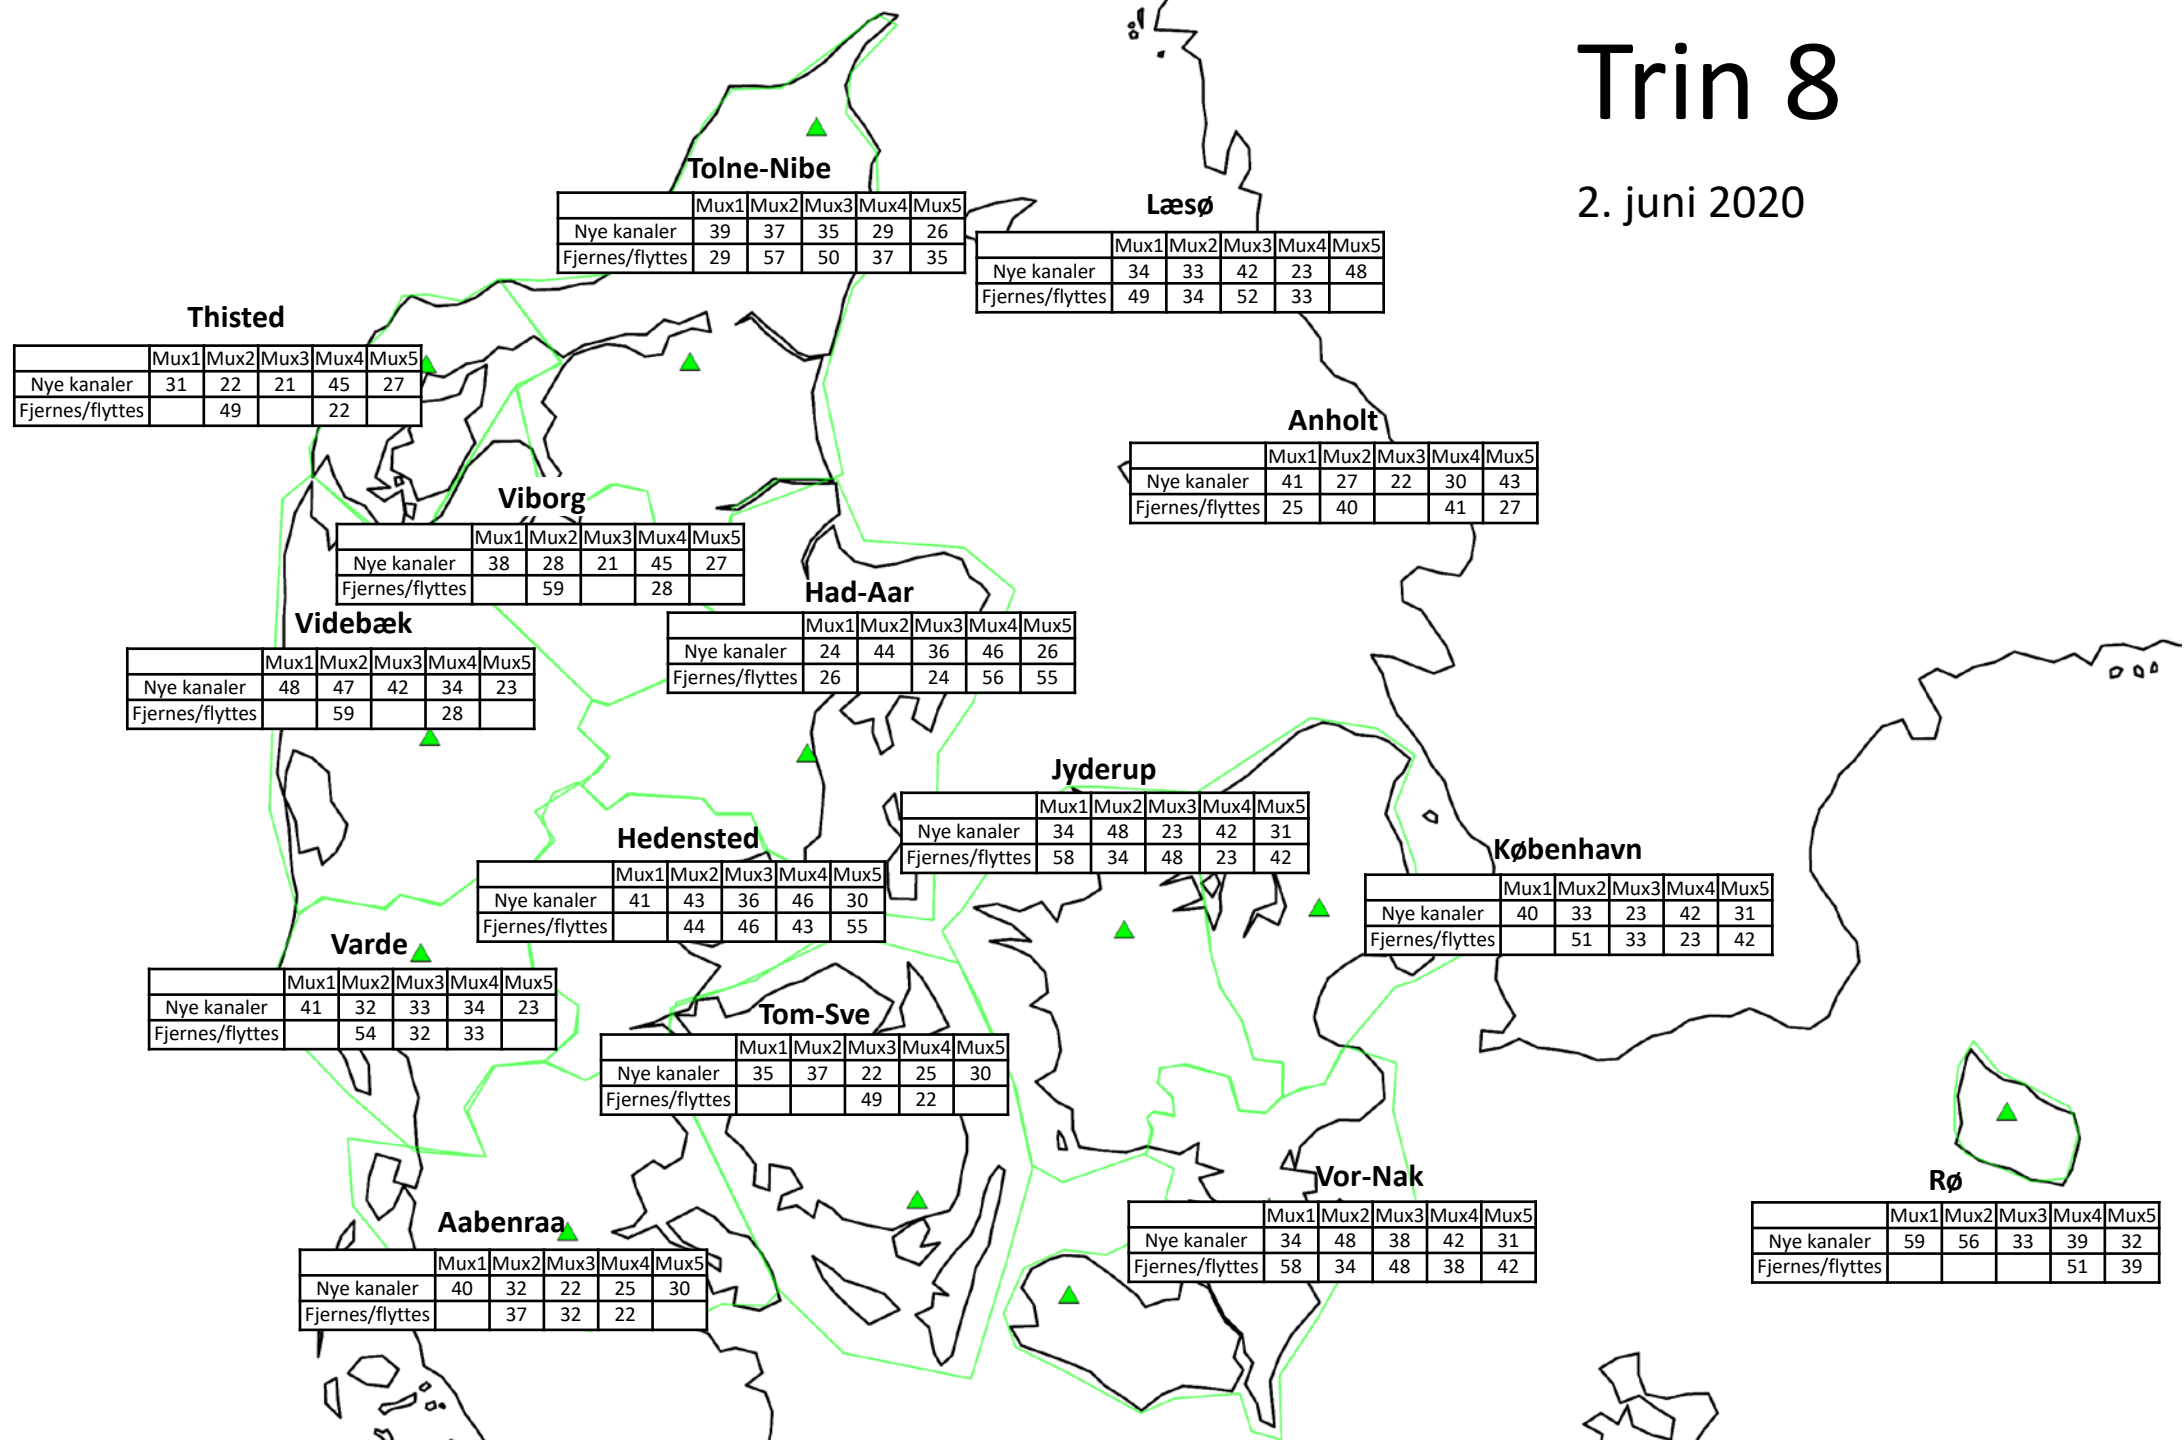 Trin 8
2. juni 2020
Tolne-Nibe
Mux1 Mux2 Mux3 Mux4 Mux5
Nye kanaler 39 37 35 29 26
Fjernes/flyttes 29 57 50 37 35
Læsø
Mux1 Mux2 Mux3 Mux4 Mux5
Nye kanaler 34 33 42 23 48
Fjernes/flyttes 49 34 52 33
Thisted
Mux1 Mux2 Mux3 Mux4 Mux5
Nye kanaler 31 22 21 45 27
Fjernes/flyttes 49 22
Anholt
Mux1 Mux2 Mux3 Mux4 Mux5
Nye kanaler 41 27 22 30 43
Fjernes/flyttes 25 40 41 27
Viborg
Mux1 Mux2 Mux3 Mux4 Mux5
Nye kanaler 38 28 21 45 27
Fjernes/flyttes 59 28
Had-Aar
Mux1 Mux2 Mux3 Mux4 Mux5
Nye kanaler 24 44 36 46 26
Fjernes/flyttes 26 24 56 55
Videbæk
Mux1 Mux2 Mux3 Mux4 Mux5
Nye kanaler 48 47 42 34 23
Fjernes/flyttes 59 28
Jyderup
Mux1 Mux2 Mux3 Mux4 Mux5
Nye kanaler 34 48 23 42 31
Fjernes/flyttes 58 34 48 23 42
Hedensted
Mux1 Mux2 Mux3 Mux4 Mux5
Nye kanaler 41 43 36 46 30
Fjernes/flyttes 44 46 43 55
København
Mux1 Mux2 Mux3 Mux4 Mux5
Nye kanaler 40 33 23 42 31
Fjernes/flyttes 51 33 23 42
Varde
Mux1 Mux2 Mux3 Mux4 Mux5
Nye kanaler 41 32 33 34 23
Fjernes/flyttes 54 32 33
Tom-Sve
Mux1 Mux2 Mux3 Mux4 Mux5
Nye kanaler 35 37 22 25 30
Fjernes/flyttes 49 22
Vor-Nak
Mux1 Mux2 Mux3 Mux4 Mux5
Nye kanaler 34 48 38 42 31
Fjernes/flyttes 58 34 48 38 42
Rø
Mux1 Mux2 Mux3 Mux4 Mux5
Nye kanaler 59 56 33 39 32
Fjernes/flyttes 51 39
Aabenraa
Mux1 Mux2 Mux3 Mux4 Mux5
Nye kanaler 40 32 22 25 30
Fjernes/flyttes 37 32 22